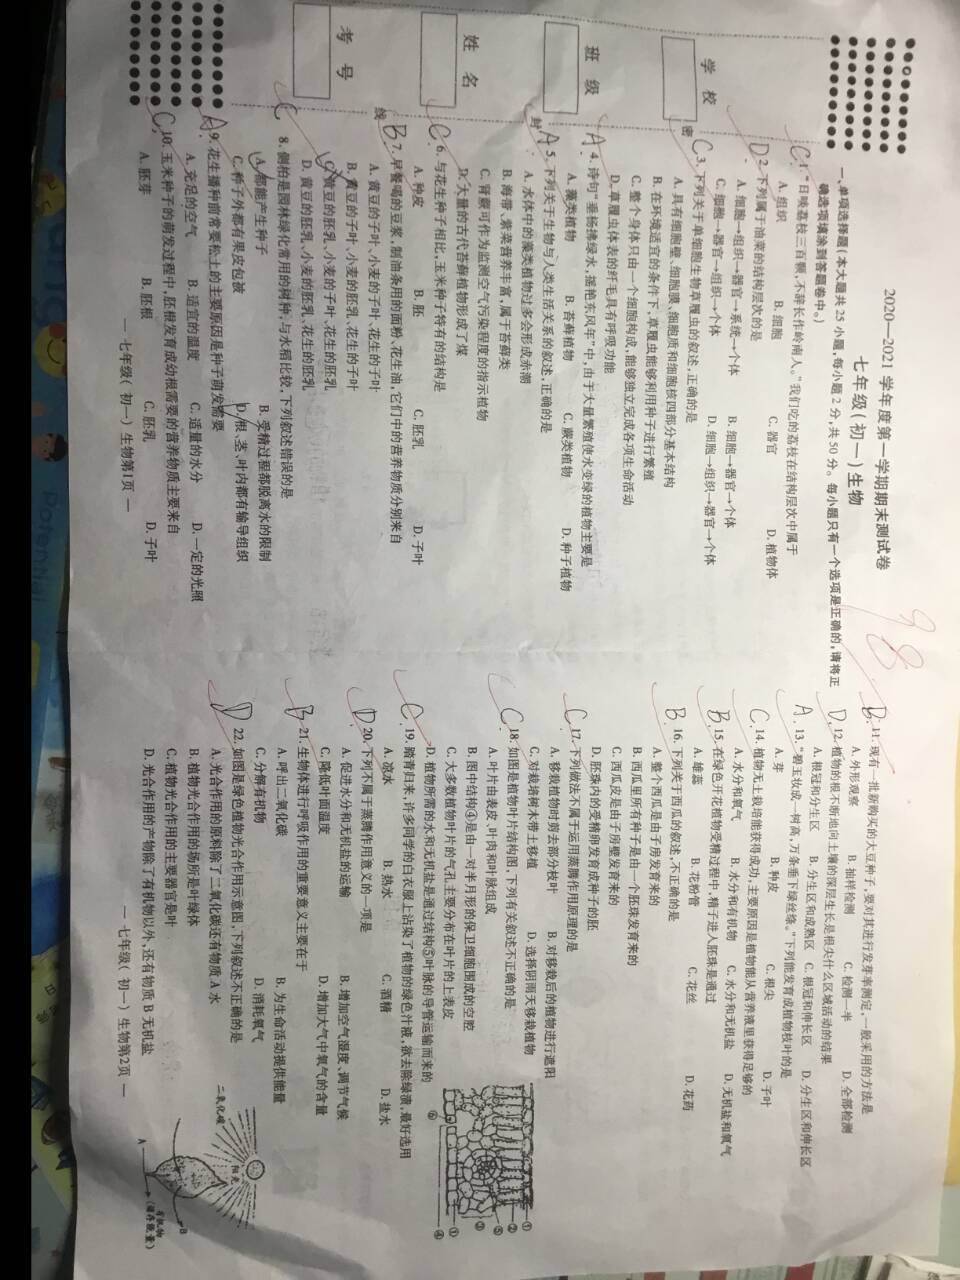 2020—2021 学年度第一学期期末测试卷
七年级(初一)生物
98
学校
班级
姓名
考号
密
封
线
一、单项选择题(本大题共 25 小题,每小题 2 分,共 50 分。每小题只有一个选项是正确的,请将正
确选项填涂到答题卷中。)
C 1. “日啖荔枝三百颗,不辞长作岭南人。”我们吃的荔枝在结构层次中属于
A. 组织 B. 细胞 C. 器官 D. 植物体
D 2. 下列属于油菜的结构层次的是
A. 细胞→组织→器官→系统→个体 B. 细胞→器官→个体
C. 细胞→器官→组织→个体 D. 细胞→组织→器官→个体
C 3. 下列关于单细胞生物草履虫的叙述,正确的是
A. 具有细胞壁、细胞膜、细胞质和细胞核四部分基本结构
B. 在环境适宜的条件下,草履虫能够利用种子进行繁殖
C. 整个身体只由一个细胞构成,能够独立完成各项生命活动
D. 草履虫体表的纤毛具有呼吸功能
A 4. 诗句“垂杨拂绿水,摇艳东风年”中,由于大量繁殖使水变绿的植物主要是
A. 藻类植物 B. 苔藓植物 C. 蕨类植物 D. 种子植物
A 5. 下列关于生物与人类生活关系的叙述,正确的是
A. 水体中的藻类植物过多会形成赤潮
B. 海带、紫菜营养丰富,属于苔藓类
C. 肾蕨可作为监测空气污染程度的指示植物
D. 大量的古代苔藓植物形成了煤
C 6. 与花生种子相比,玉米种子特有的结构是
A. 种皮 B. 胚 C. 胚乳 D. 子叶
B 7. 早餐喝的豆浆,制油条用的面粉、花生油,它们中的营养物质分别来自
A. 黄豆的子叶、小麦的子叶、花生的子叶
B. 黄豆的子叶、小麦的胚乳、花生的子叶
C. 黄豆的胚乳、小麦的子叶、花生的胚乳
D. 黄豆的胚乳、小麦的胚乳、花生的胚乳
C 8. 侧柏是园林绿化常用的树种,与水稻比较,下列叙述错误的是
A. 都能产生种子 B. 受精过程都脱离水的限制
C. 种子外都有果皮包被 D. 根、茎、叶内都有输导组织
A 9. 花生播种前常要松土的主要原因是种子萌发需要
A. 充足的空气 B. 适宜的温度 C. 适量的水分 D. 一定的光照
C 10. 玉米种子的萌发过程中,胚根发育成幼根需要的营养物质主要来自
A. 胚芽 B. 胚根 C. 胚乳 D. 子叶
— 七年级(初一)生物第1页 —
B 11. 现有一批新购买的大豆种子,要对其进行发芽率测定,一般采用的方法是
A. 外形观察 B. 抽样检测 C. 检测一半 D. 全部检测
D 12. 植物的根不断地向土壤的深层生长是根尖什么区域活动的结果
A. 根冠和分生区 B. 分生区和成熟区 C. 根冠和伸长区 D. 分生区和伸长区
A 13. “碧玉妆成一树高,万条垂下绿丝绦。”下列能发育成植物枝叶的是
A. 芽 B. 种皮 C. 根尖 D. 子叶
C 14. 植物无土栽培能获得成功,主要原因是植物能从营养液里获得足够的
A. 水分和氧气 B. 水分和有机物 C. 水分和无机盐 D. 无机盐和氧气
B 15. 在绿色开花植物受精过程中,精子进入胚珠是通过
A. 雄蕊 B. 花粉管 C. 花丝 D. 花药
B 16. 下列关于西瓜的叙述,不正确的是
A. 整个西瓜是由子房发育来的
B. 西瓜里所有种子是由一个胚珠发育来的
C. 西瓜皮是由子房壁发育来的
D. 胚珠内的受精卵发育成种子的胚
C 17. 下列做法不属于运用蒸腾作用原理的是
A. 移栽植物时剪去部分枝叶 B. 对移栽后的植物进行遮阳
C. 对栽培树木带土移植 D. 选择阴雨天移栽植物
C 18. 如图是植物叶片结构图,下列有关叙述不正确的是
A. 叶片由表皮、叶肉和叶脉组成
B. 图中结构④是由一对半月形的保卫细胞围成的空腔
C. 大多数植物叶片的气孔主要分布在叶片的上表皮
D. 植物所需的水和无机盐是通过结构⑤叶脉的导管运输而来的
①
②
⑤
③
①
④
⑥
C 19. 踏青归来,许多同学的白衣服上沾染了植物的绿色汁液,欲去除绿渍,最好选用
A. 凉水 B. 热水 C. 酒精 D. 盐水
D 20. 下列不属于蒸腾作用意义的一项是
A. 促进水分和无机盐的运输 B. 增加空气湿度、调节气候
C. 降低叶面温度 D. 增加大气中氧气的含量
B 21. 生物体进行呼吸作用的重要意义主要在于
A. 呼出二氧化碳 B. 为生命活动提供能量
C. 分解有机物 D. 消耗氧气
D 22. 如图是绿色植物光合作用示意图,下列叙述不正确的是
A. 光合作用的原料除了二氧化碳还有物质 A 水
B. 植物光合作用的场所是叶绿体
C. 植物光合作用的主要器官是叶
D. 光合作用的产物除了有机物以外,还有物质 B 无机盐
二氧化碳
阳光
A
B
有机物
(储存能量)
— 七年级(初一)生物第2页 —